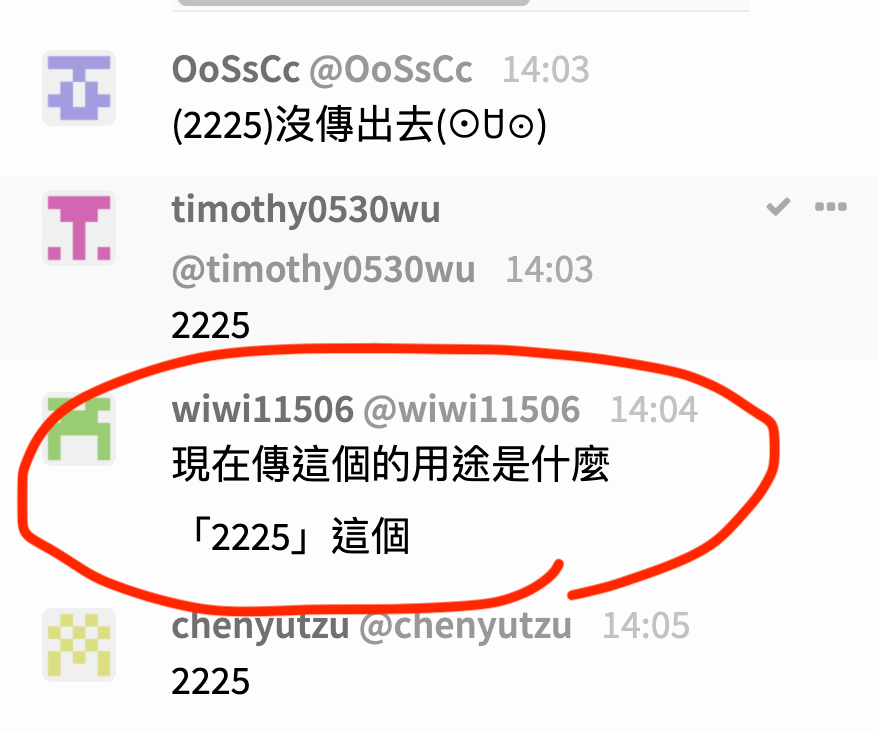 OoSsCc @OoSsCc 14:03
(2225)沒傳出去(⊙ꇴ⊙)
timothy0530wu
@timothy0530wu 14:03
2225
wiwi11506 @wiwi11506 14:04
現在傳這個的用途是什麼
「2225」這個
chenyutzu @chenyutzu 14:05
2225